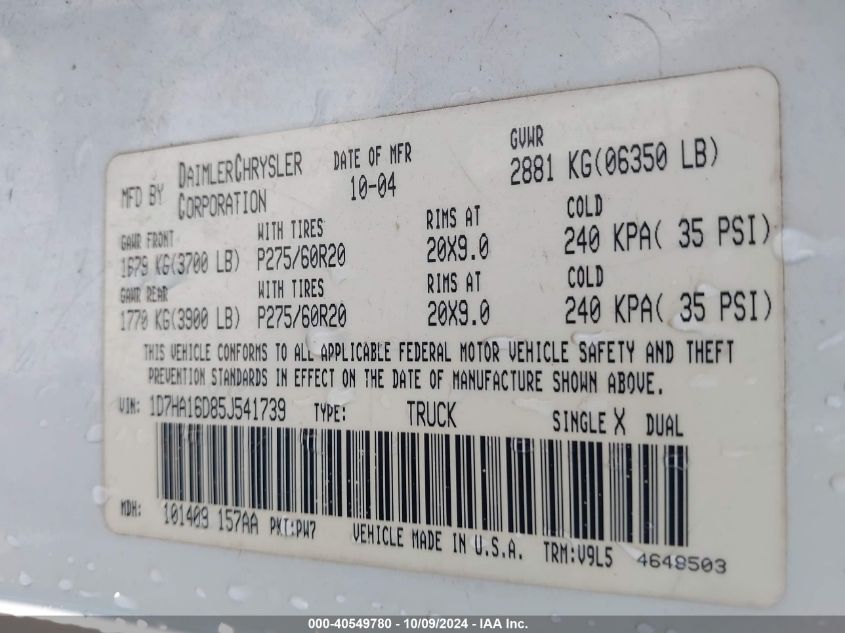 MFD BY DAIMLERCHRYSLER CORPORATION DATE OF MFR 10-04 GVWR 2881 KG(06350 LB)
GAWR FRONT WITH TIRES RIMS AT COLD
1679 KG(3700 LB) P275/60R20 20X9.0 240 KPA( 35 PSI)
GAWR REAR WITH TIRES RIMS AT COLD
1770 KG(3900 LB) P275/60R20 20X9.0 240 KPA( 35 PSI)
THIS VEHICLE CONFORMS TO ALL APPLICABLE FEDERAL MOTOR VEHICLE SAFETY AND THEFT
PREVENTION STANDARDS IN EFFECT ON THE DATE OF MANUFACTURE SHOWN ABOVE.
VIN: 1D7HA16D85J541739 TYPE: TRUCK SINGLE X DUAL
MDH: 101409 157AA PKT:PW7 VEHICLE MADE IN U.S.A. TRM:V9L5 4648503
000-40549780 - 10/09/2024 - IAA Inc.